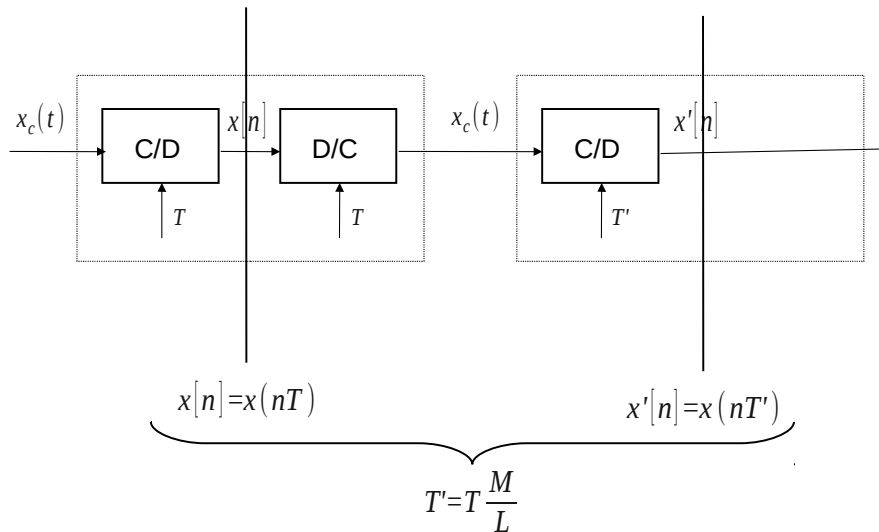 x_c(t)
C/D
x[n]
D/C
x_c(t)
C/D
x'[n]
T
T
T'
x[n]=x(nT)
x'[n]=x(nT')
T'=T M/L